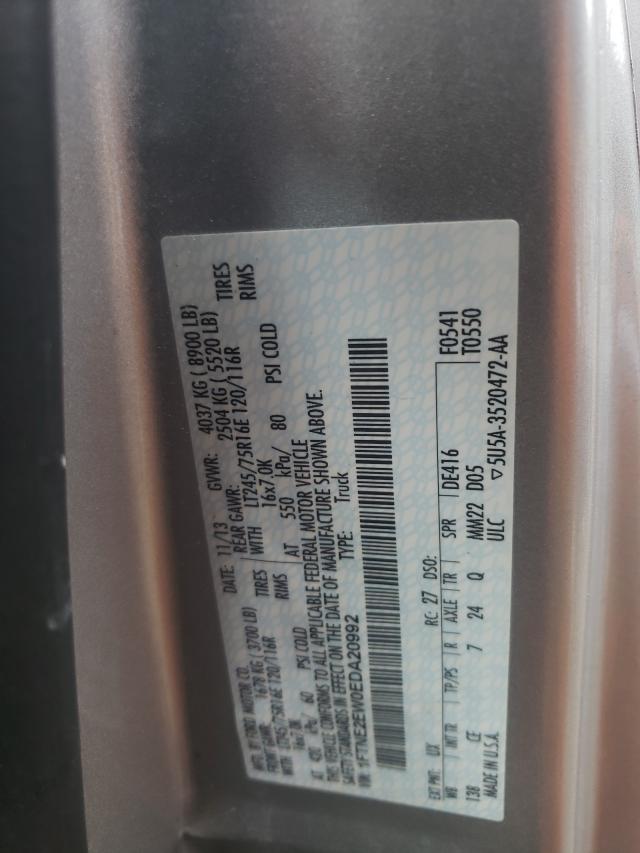 MFD. BY FORD MOTOR CO. DATE: 11/13 GVWR: 4037 KG ( 8900 LB)
FRONT GAWR: 1678 KG ( 3700 LB) REAR GAWR: 2504 KG ( 5520 LB)
WITH LT245/75R16E 120/116R TIRES WITH LT245/75R16E 120/116R TIRES
16x7.0K RIMS 16x7.0K RIMS
AT 420 kPa/ 60 PSI COLD AT 550 kPa/ 80 PSI COLD
THIS VEHICLE CONFORMS TO ALL APPLICABLE FEDERAL MOTOR VEHICLE
SAFETY STANDARDS IN EFFECT ON THE DATE OF MANUFACTURE SHOWN ABOVE.
VIN: 1FTNE2EW0EDA20992 TYPE: Truck
EXT PNT: UX RC: 27 DSO:
WB INT TR TP/PS R AXLE TR SPR DE416 F0541
138 CE 7 24 Q MM22 D05 T0550
MADE IN U.S.A. ULC ▽5U5A-3520472-AA